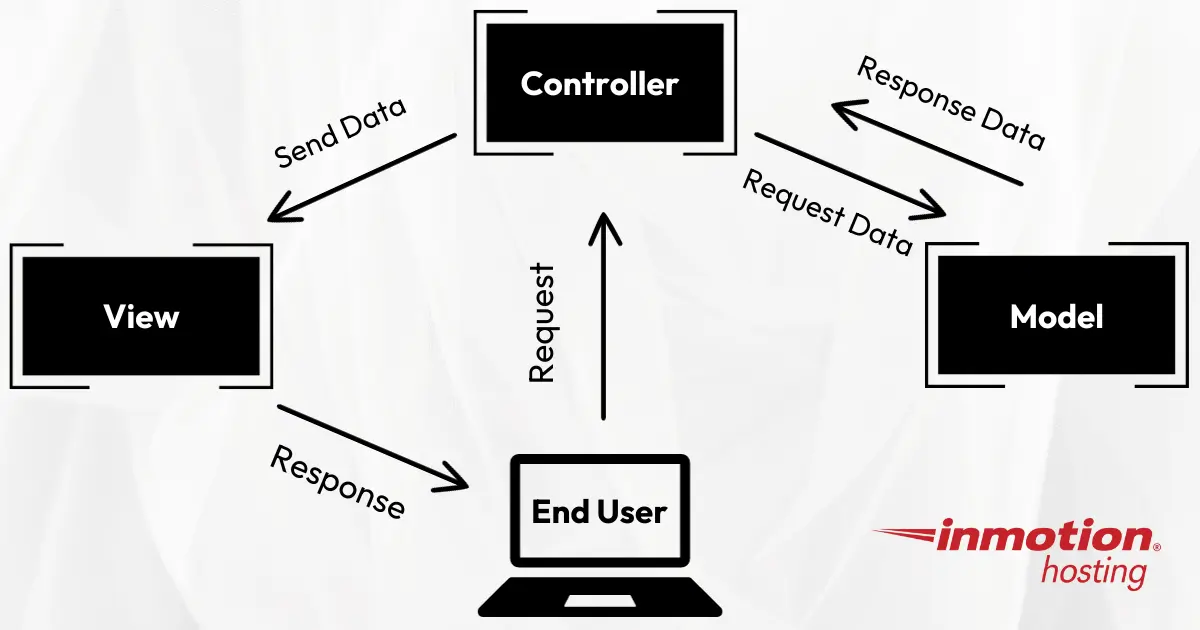 Controller
Send Data
Response Data
Request Data
View
Request
Model
Response
End User
inmotion®
hosting